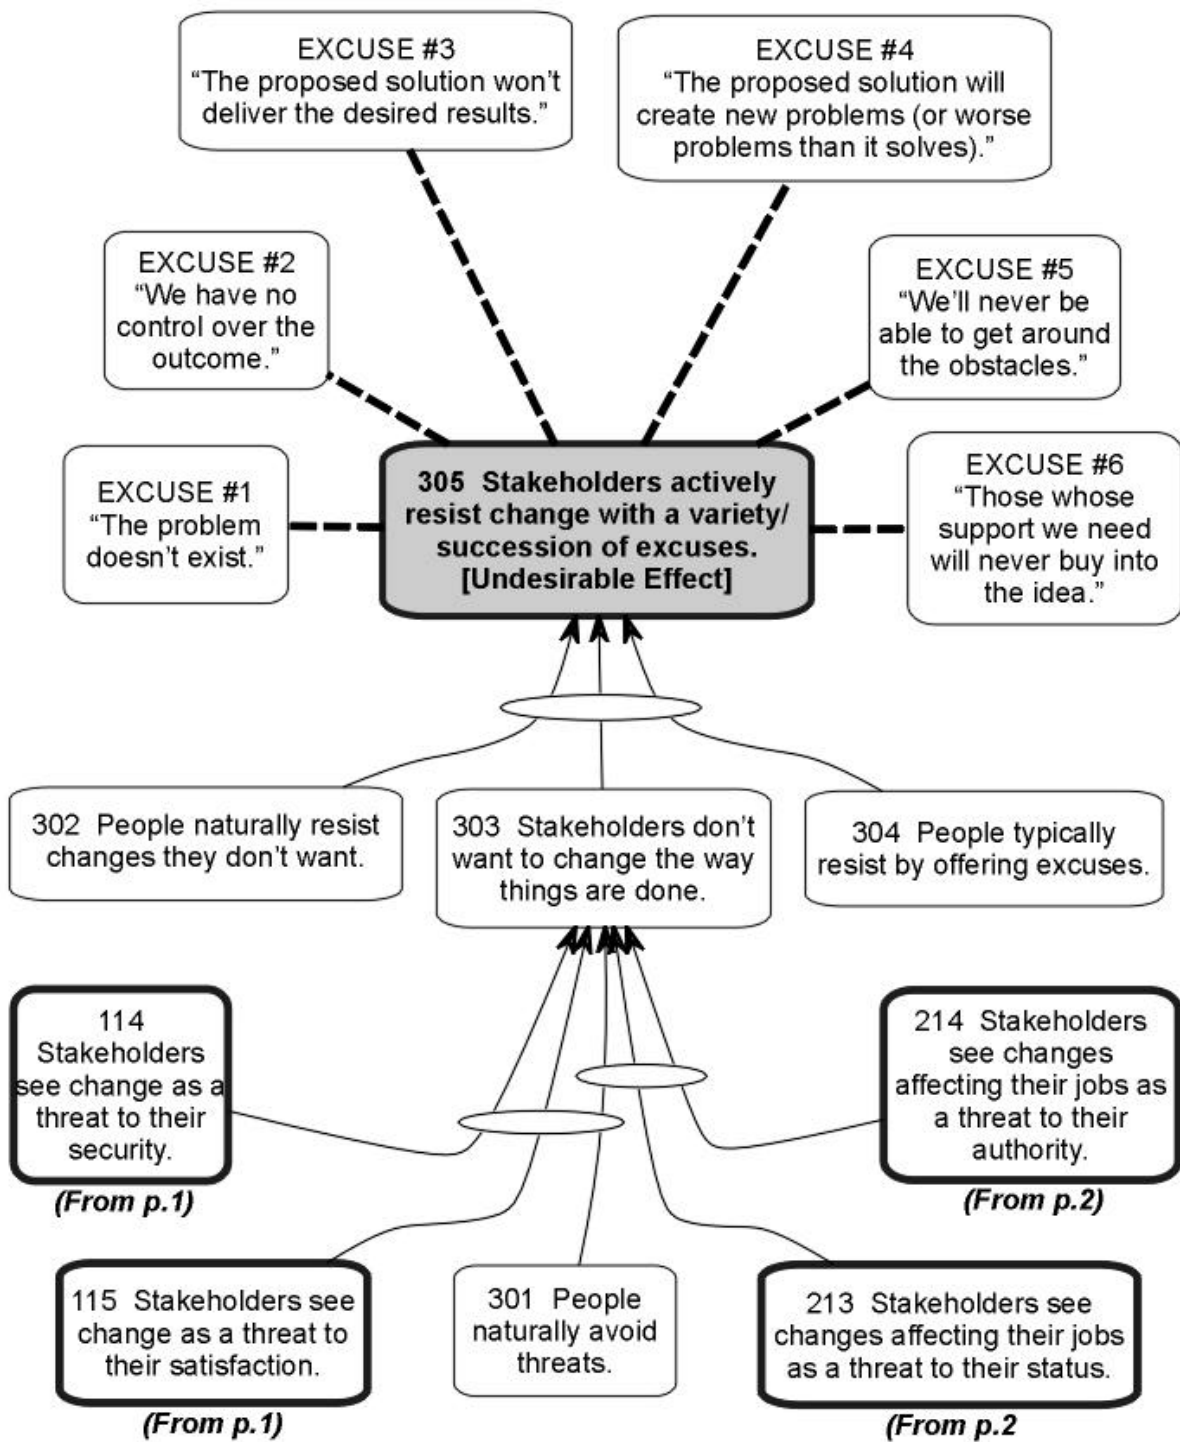 EXCUSE #3
“The proposed solution won’t
deliver the desired results.”
EXCUSE #4
“The proposed solution will
create new problems (or worse
problems than it solves).”
EXCUSE #2
“We have no
control over the
outcome.”
EXCUSE #5
“We’ll never be
able to get around
the obstacles.”
EXCUSE #1
“The problem
doesn’t exist.”
305 Stakeholders actively
resist change with a variety/
succession of excuses.
[Undesirable Effect]
EXCUSE #6
“Those whose
support we need
will never buy into
the idea.”
302 People naturally resist
changes they don’t want.
303 Stakeholders don’t
want to change the way
things are done.
304 People typically
resist by offering excuses.
114
Stakeholders
see change as a
threat to their
security.
(From p.1)
214 Stakeholders
see changes
affecting their jobs as
a threat to their
authority.
(From p.2)
115 Stakeholders see
change as a threat to
their satisfaction.
(From p.1)
301 People
naturally avoid
threats.
213 Stakeholders see
changes affecting their jobs
as a threat to their status.
(From p.2